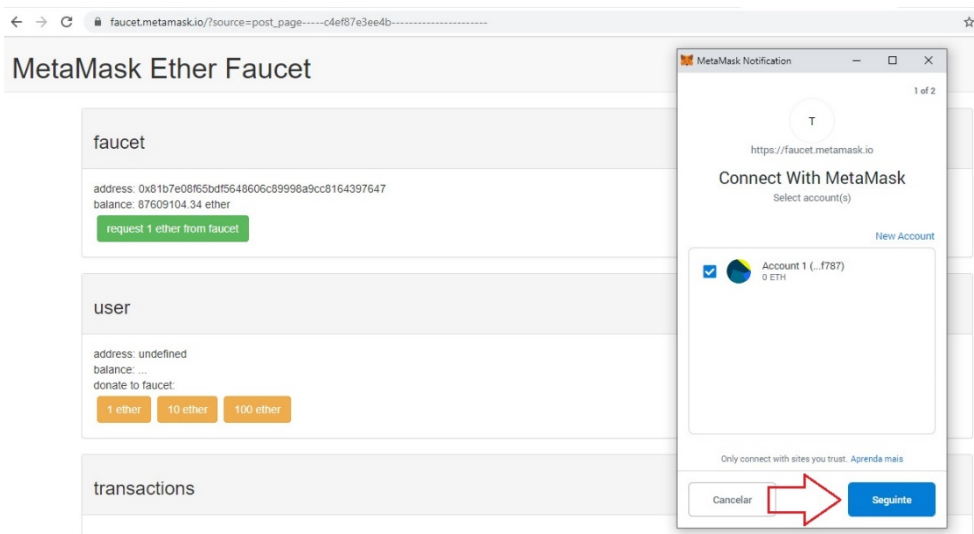 faucet.metamask.io/?source=post_page-----c4ef87e3ee4b----------------------
MetaMask Ether Faucet
faucet
address: 0x81b7e08f65bdf5648606c89998a9cc8164397647
balance: 87609104.34 ether
request 1 ether from faucet
user
address: undefined
balance: ...
donate to faucet:
1 ether 10 ether 100 ether
transactions
MetaMask Notification
1 of 2
T
https://faucet.metamask.io
Connect With MetaMask
Select account(s)
New Account
Account 1 (...f787)
0 ETH
Only connect with sites you trust. Aprenda mais
Cancelar Seguinte